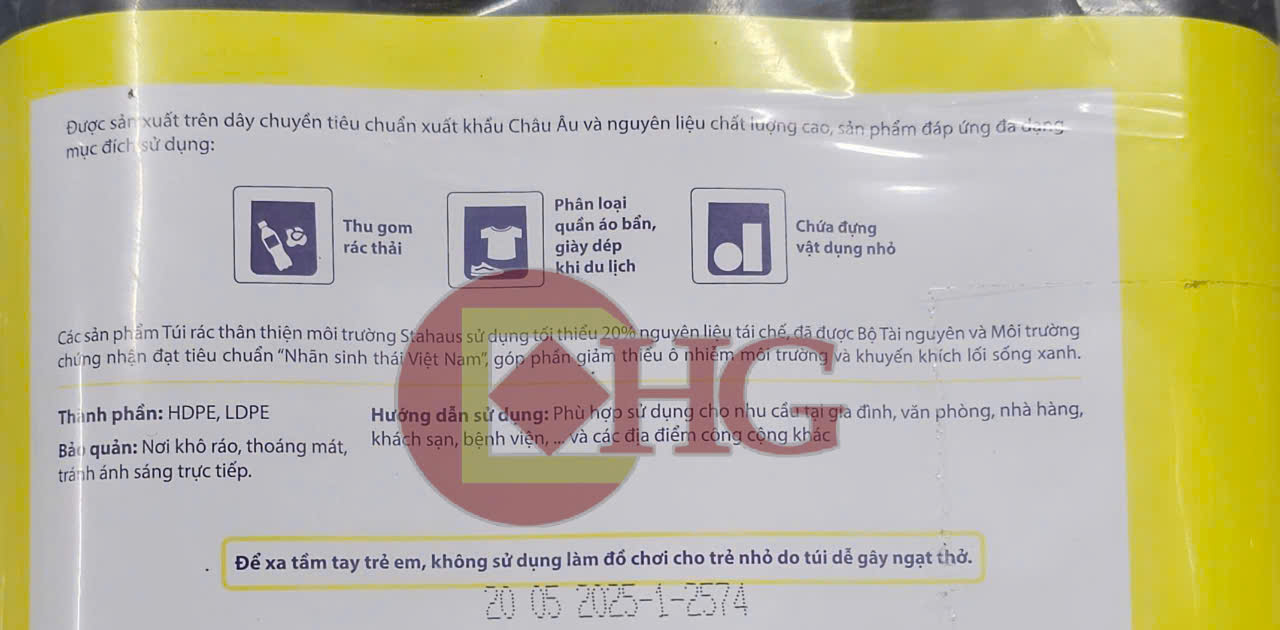 Được sản xuất trên dây chuyền tiêu chuẩn xuất khẩu Châu Âu và nguyên liệu chất lượng cao, sản phẩm đáp ứng đa dạng
mục đích sử dụng:
Thu gom
rác thải
Phân loại
quần áo bẩn,
giày dép
khi du lịch
Chứa đựng
vật dụng nhỏ
Các sản phẩm Túi rác thân thiện môi trường Stahaus sử dụng tối thiểu 20% nguyên liệu tái chế, đã được Bộ Tài nguyên và Môi trường
chứng nhận đạt tiêu chuẩn "Nhãn sinh thái Việt Nam", góp phần giảm thiểu ô nhiễm môi trường và khuyến khích lối sống xanh.
Thành phần: HDPE, LDPE
Bảo quản: Nơi khô ráo, thoáng mát,
tránh ánh sáng trực tiếp.
Hướng dẫn sử dụng: Phù hợp sử dụng cho nhu cầu tại gia đình, văn phòng, nhà hàng,
khách sạn, bệnh viện, ... và các địa điểm công cộng khác
HG
Để xa tầm tay trẻ em, không sử dụng làm đồ chơi cho trẻ nhỏ do túi dễ gây ngạt thở.
20 05 2025-1-2574